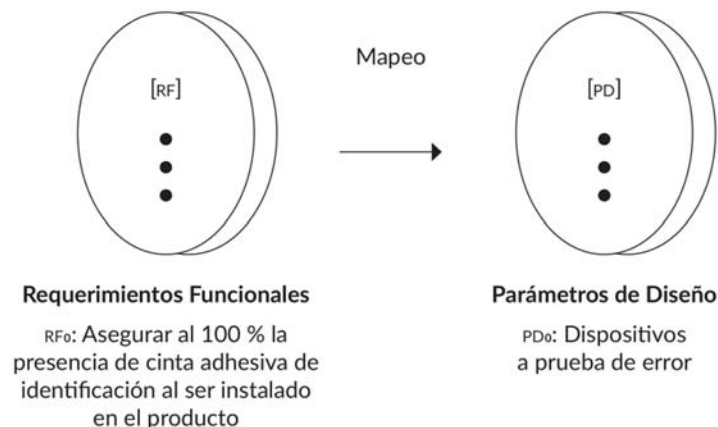 Mapeo
[RF]
[PD]
Requerimientos Funcionales
RF0: Asegurar al 100 % la
presencia de cinta adhesiva de
identificación al ser instalado
en el producto
Parámetros de Diseño
PD0: Dispositivos
a prueba de error